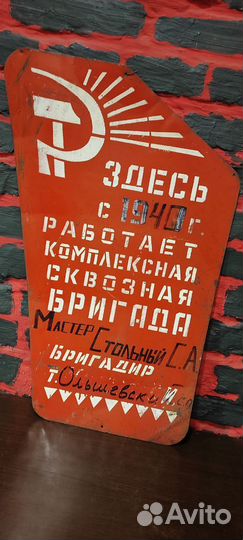 ЗДЕСЬ
С 1940 Г.
РАБОТАЕТ
КОМПЛЕКСНАЯ
СКВОЗНАЯ
БРИГАДА
МАСТЕР СТОЛЬНЫЙ С.А.
БРИГАДИР
Т. ОЛЬШЕВСКИЙ
Avito